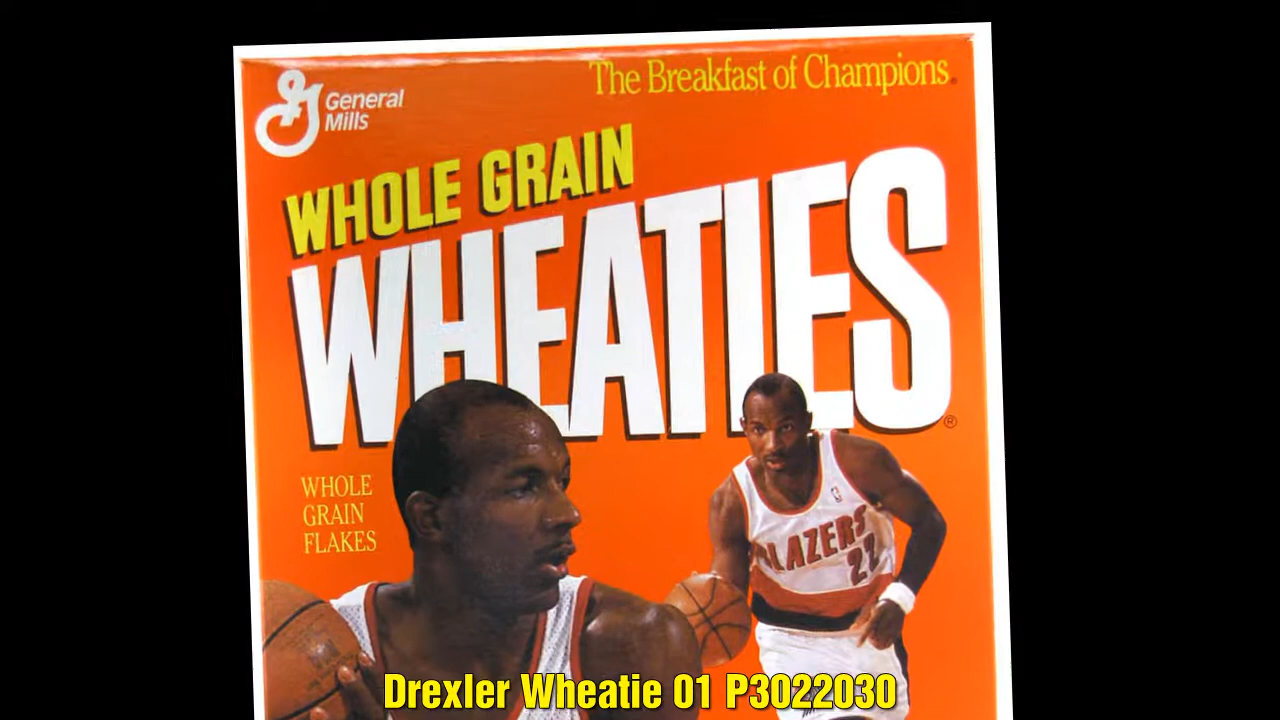 The Breakfast of Champions.
General
Mills
WHOLE GRAIN
WHEATIES
®
WHOLE
GRAIN
FLAKES
BLAZERS
22
Drexler Wheatie 01 P3022030